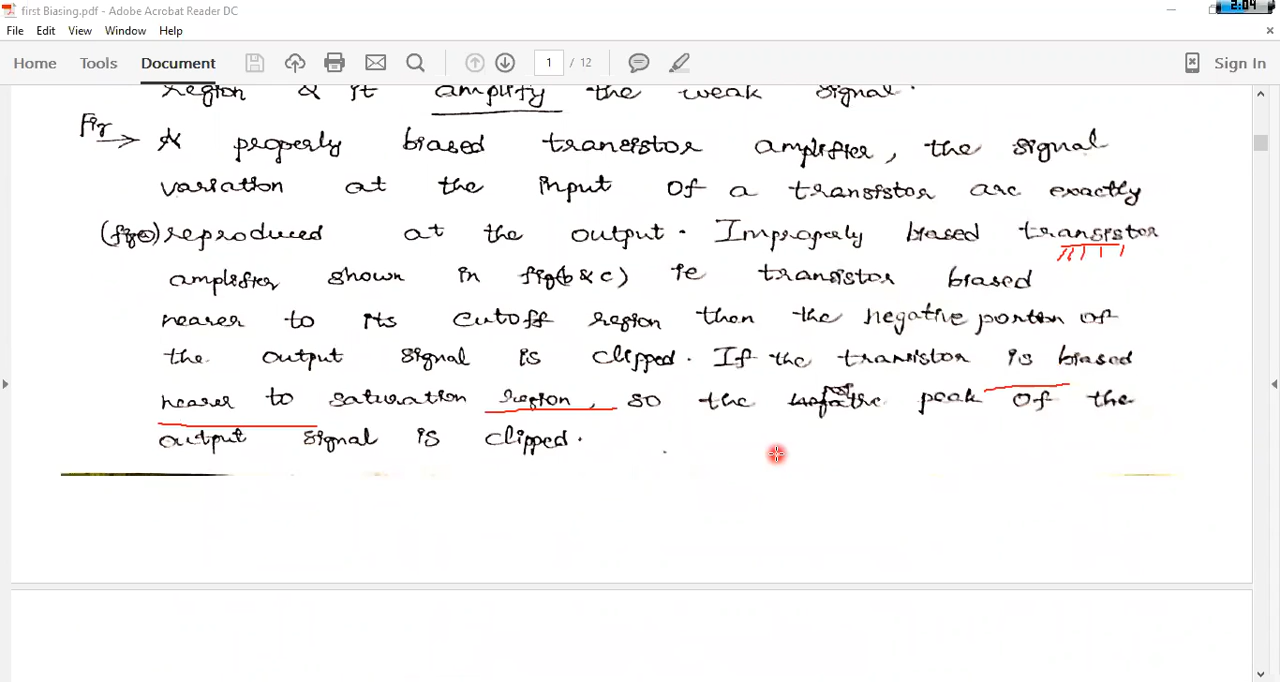 first Biasing.pdf - Adobe Acrobat Reader DC
2:04
File Edit View Window Help
Home Tools Document 1 / 12 Sign In
region & it amplify the weak signal.
A properly biased transistor amplifier, the signal
variation at the input of a transistor are exactly
reproduced at the output. Improperly biased transistor
amplifier shown in fig(b & c) ie transistor biased
nearer to its cutoff region then the negative portion of
the output signal is clipped. If the transistor is biased
nearer to saturation region, so the peak of the
output signal is clipped.